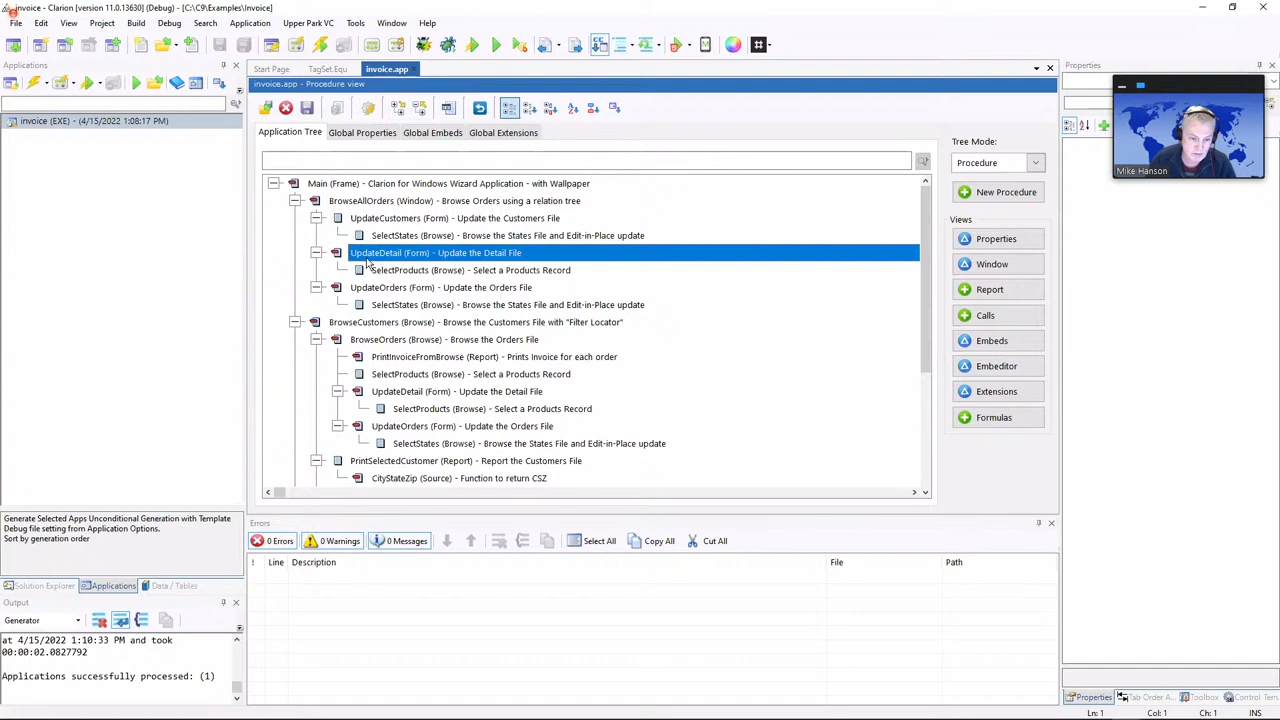 invoice - Clarion (version 11.0.13630) (Debug) - [C:\C9\Examples\Invoice]
File Edit View Project Build Debug Search Application Upper Park VC Tools Window Help
Applications
invoice (EXE) - (4/15/2022 1:08:17 PM)
Generate Selected Apps Unconditional Generation with Template
Debug file setting from Application Options.
Sort by generation order
Solution Explorer Applications Data / Tables
Output
Generator
at 4/15/2022 1:10:33 PM and took
00:00:02.0827792
Applications successfully processed: (1)
Start Page TagSet.Equ invoice.app
invoice.app - Procedure view
Application Tree Global Properties Global Embeds Global Extensions
Main (Frame) - Clarion for Windows Wizard Application - with Wallpaper
BrowseAllOrders (Window) - Browse Orders using a relation tree
UpdateCustomers (Form) - Update the Customers File
SelectStates (Browse) - Browse the States File and Edit-in-Place update
UpdateDetail (Form) - Update the Detail File
SelectProducts (Browse) - Select a Products Record
UpdateOrders (Form) - Update the Orders File
SelectStates (Browse) - Browse the States File and Edit-in-Place update
BrowseCustomers (Browse) - Browse the Customers File with "Filter Locator"
BrowseOrders (Browse) - Browse the Orders File
PrintInvoiceFromBrowse (Report) - Prints Invoice for each order
SelectProducts (Browse) - Select a Products Record
UpdateDetail (Form) - Update the Detail File
SelectProducts (Browse) - Select a Products Record
UpdateOrders (Form) - Update the Orders File
SelectStates (Browse) - Browse the States File and Edit-in-Place update
PrintSelectedCustomer (Report) - Report the Customers File
CityStateZip (Source) - Function to return CSZ
Tree Mode:
Procedure
New Procedure
Views
Properties
Window
Report
Calls
Embeds
Embeditor
Extensions
Formulas
Errors
0 Errors 0 Warnings 0 Messages Select All Copy All Cut All
! Line Description File Path
Properties
Mike Hanson
Properties Tab Order A... Toolbox Control Tem
Ln: 1 Col: 1 Ch: 1 INS